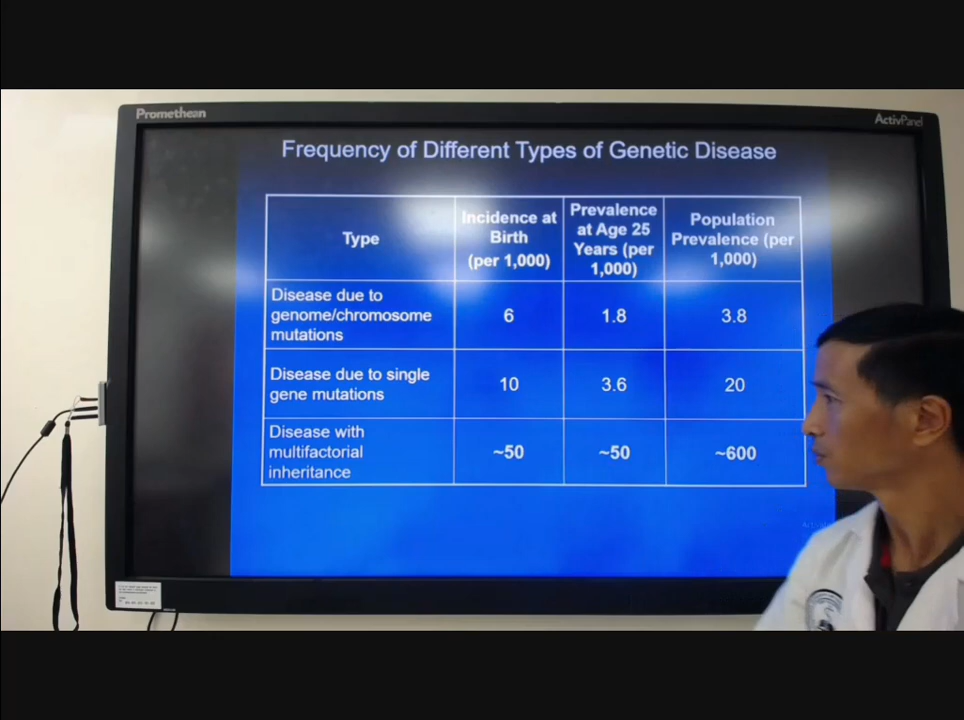 Promethean
ActivPanel
Frequency of Different Types of Genetic Disease
Type
Incidence at
Birth
(per 1,000)
Prevalence
at Age 25
Years (per
1,000)
Population
Prevalence (per
1,000)
Disease due to
genome/chromosome
mutations
6
1.8
3.8
Disease due to single
gene mutations
10
3.6
20
Disease with
multifactorial
inheritance
~50
~50
~600